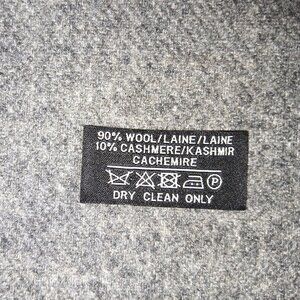 90% WOOL/LAINE/LAINE
10% CASHMERE/KASHMIR
CACHEMIRE
P
DRY CLEAN ONLY